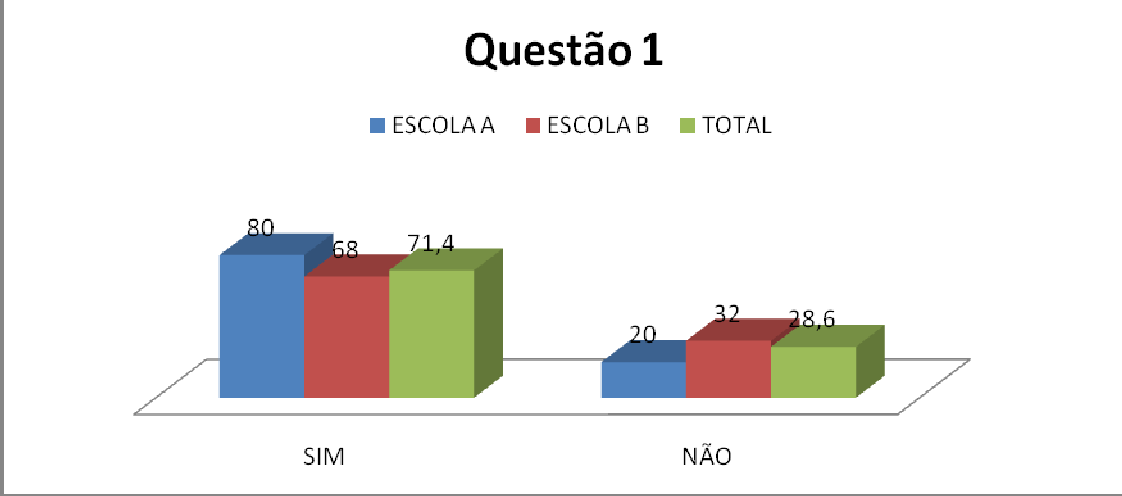 Questão 1
ESCOLA A ESCOLA B TOTAL
80 68 71,4 20 32 28,6
SIM NÃO